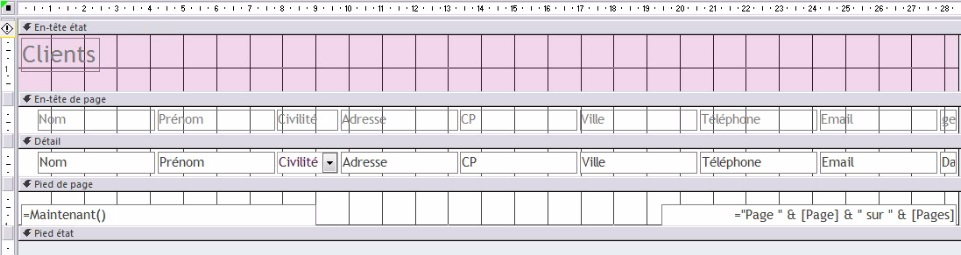 1 2 3 4 5 6 7 8 9 10 11 12 13 14 15 16 17 18 19 20 21 22 23 24 25 26 27 28
En-tête état
Clients
1
En-tête de page
Nom Prénom Civilité Adresse CP Ville Téléphone Email ge
Détail
Nom Prénom Civilité Adresse CP Ville Téléphone Email Da
Pied de page
=Maintenant() ="Page " & [Page] & " sur " & [Pages]
Pied état